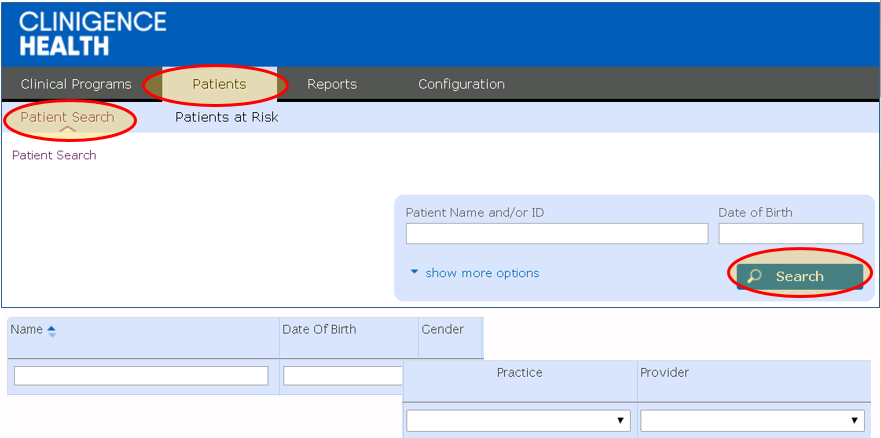 CLINIGENCE
HEALTH
Clinical Programs Patients Reports Configuration
Patient Search Patients at Risk
Patient Search
Patient Name and/or ID Date of Birth
show more options
Search
Name Date Of Birth Gender
Practice Provider